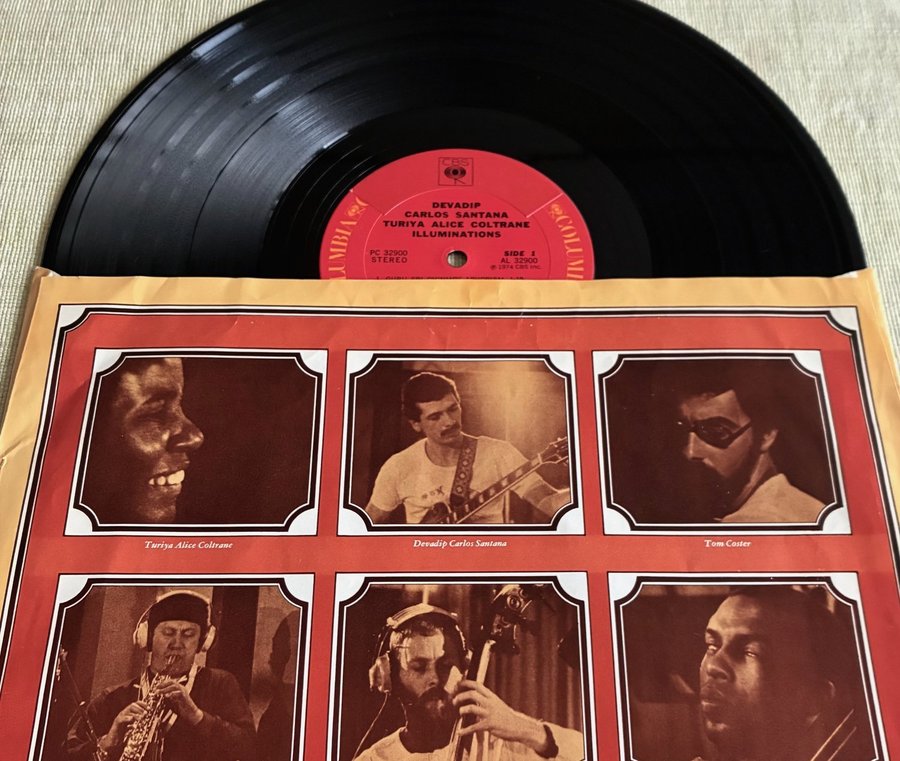 CBS
DEVADIP
CARLOS SANTANA
TURIYA ALICE COLTRANE
ILLUMINATIONS
COLUMBIA
COLUMBI
PC 32900
STEREO
SIDE 1
AL 32900
℗ 1974 CBS Inc.
Turiya Alice Coltrane
Devadip Carlos Santana
Tom Coster